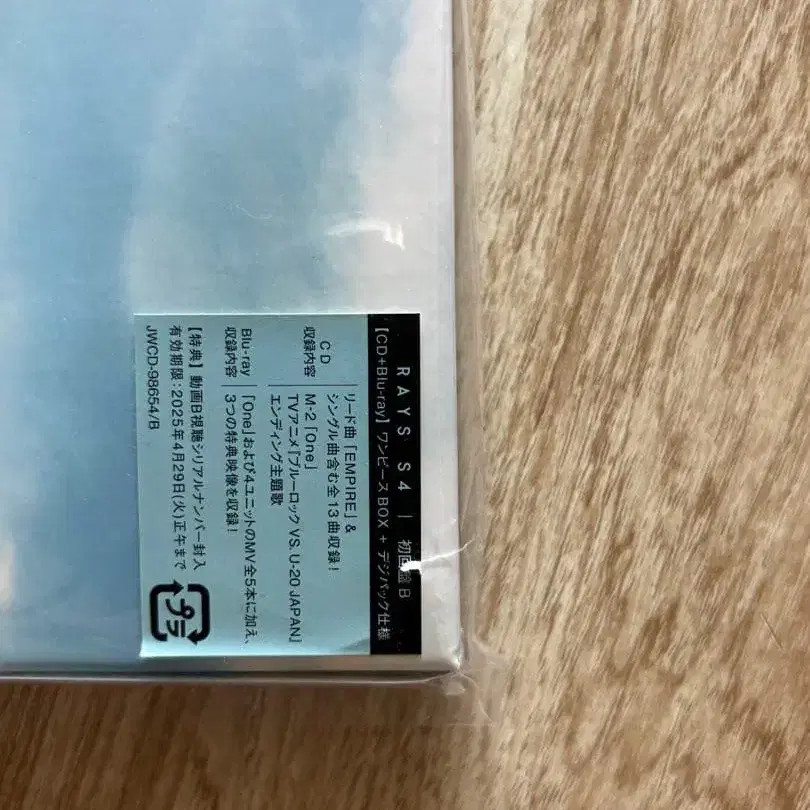 RAYS S4 | 初回盤 B
【CD+Blu-ray】ワンピースBOX + デジパック仕様
CD
収録内容
リード曲「EMPIRE」&
シングル曲含む全13曲収録!
M-2「One」
TVアニメ『ブルーロック VS. U-20 JAPAN』
エンディング主題歌
Blu-ray
収録内容
「One」および4ユニットのMV全5本に加え、
3つの特典映像を収録!
【特典】動画B視聴シリアルナンバー封入
有効期限:2025年4月29日(火)正午まで
JWCD-98654/B
プラ